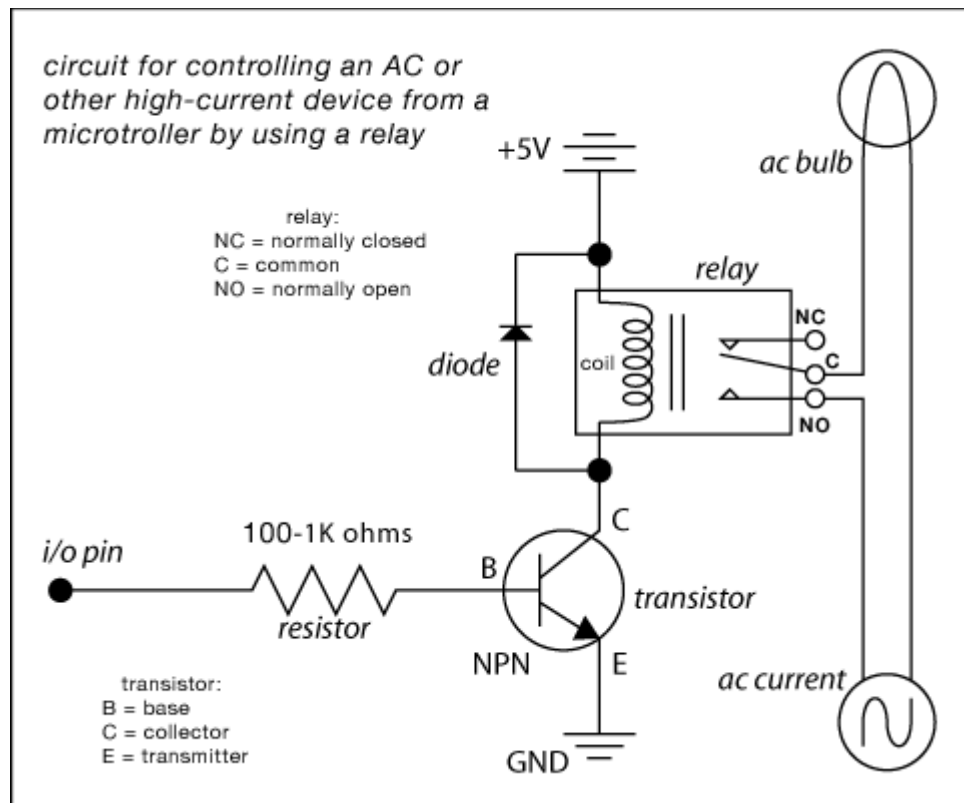 circuit for controlling an AC or
other high-current device from a
microtroller by using a relay
+5V
ac bulb
relay:
NC = normally closed
C = common
NO = normally open
relay
NC
diode
coil
C
NO
100-1K ohms
C
i/o pin
B
resistor
transistor
NPN
E
ac current
transistor:
B = base
C = collector
E = transmitter
GND